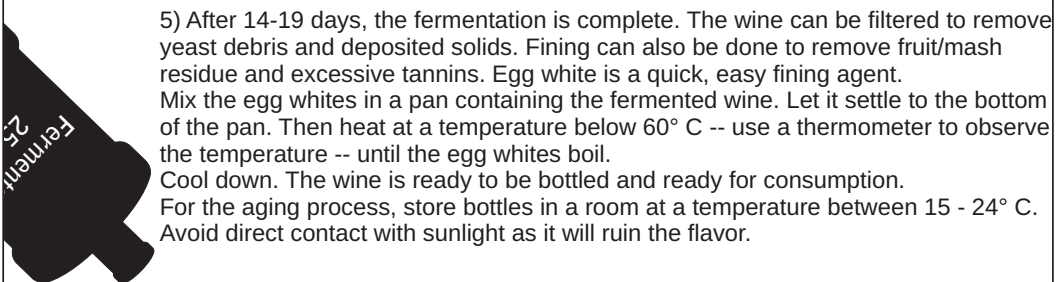 5) After 14-19 days, the fermentation is complete. The wine can be filtered to remove
yeast debris and deposited solids. Fining can also be done to remove fruit/mash
residue and excessive tannins. Egg white is a quick, easy fining agent.
Mix the egg whites in a pan containing the fermented wine. Let it settle to the bottom
of the pan. Then heat at a temperature below 60° C -- use a thermometer to observe
the temperature -- until the egg whites boil.
Cool down. The wine is ready to be bottled and ready for consumption.
For the aging process, store bottles in a room at a temperature between 15 - 24° C.
Avoid direct contact with sunlight as it will ruin the flavor.
Ferment
25